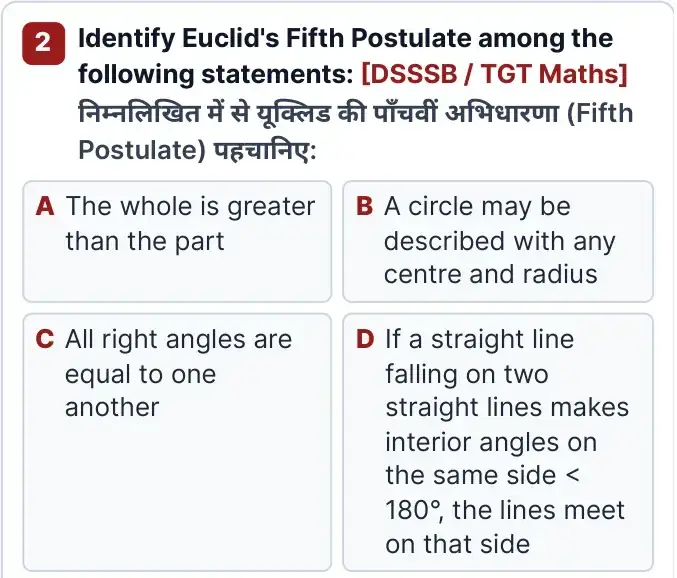 2 Identify Euclid's Fifth Postulate among the
following statements: [DSSSB / TGT Maths]
निम्नलिखित में से यूक्लिड की पाँचवीं अभिधारणा (Fifth
Postulate) पहचानिए:
A The whole is greater
than the part
B A circle may be
described with any
centre and radius
C All right angles are
equal to one
another
D If a straight line
falling on two
straight lines makes
interior angles on
the same side <
180°, the lines meet
on that side